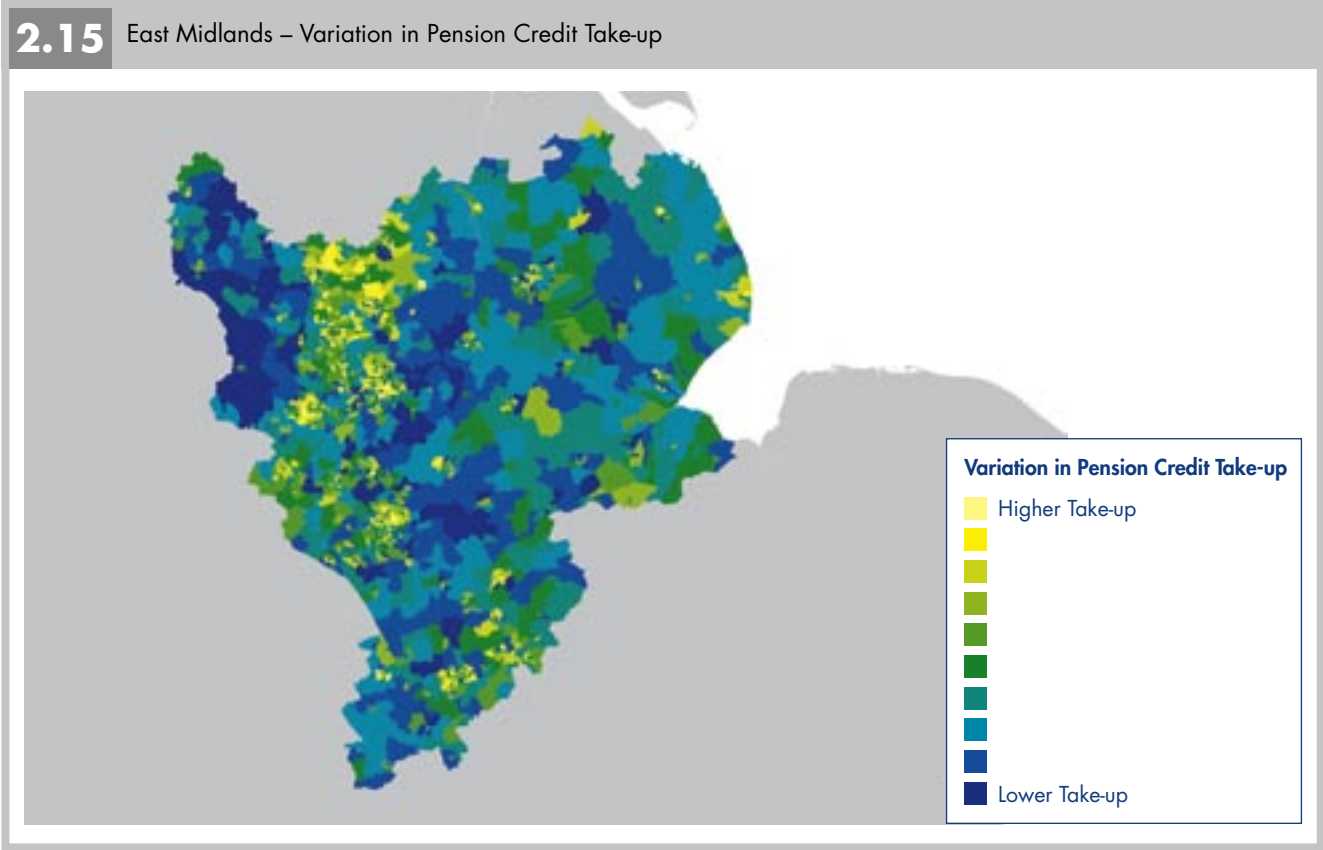 2.15 East Midlands – Variation in Pension Credit Take-up
Variation in Pension Credit Take-up
Higher Take-up
Lower Take-up